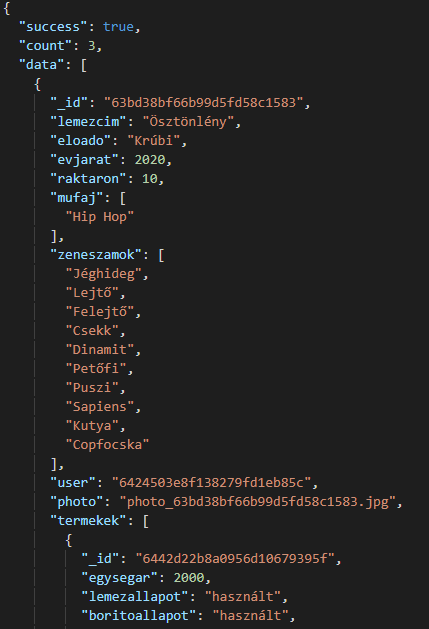 {
"success": true,
"count": 3,
"data": [
{
"_id": "63bd38bf66b99d5fd58c1583",
"lemezcim": "Ösztönlény",
"eloado": "Krúbi",
"evjarat": 2020,
"raktaron": 10,
"mufaj": [
"Hip Hop"
],
"zeneszamok": [
"Jéghideg",
"Lejtő",
"Felejtő",
"Csekk",
"Dinamit",
"Petőfi",
"Puszi",
"Sapiens",
"Kutya",
"Copfocska"
],
"user": "6424503e8f138279fd1eb85c",
"photo": "photo_63bd38bf66b99d5fd58c1583.jpg",
"termekek": [
{
"_id": "6442d22b8a0956d10679395f",
"egysegar": 2000,
"lemezallapot": "használt",
"boritoallapot": "használt",